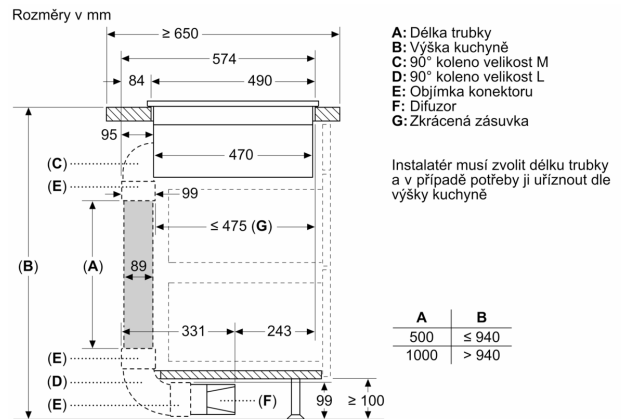 Rozměry v mm
≥ 650
574
84
490
95
470
(C)
(E)
99
≤ 475 (G)
(B)
(A)
89
331
243
(E)
(D)
(E)
(F)
99
≥ 100
A: Délka trubky
B: Výška kuchyně
C: 90° koleno velikost M
D: 90° koleno velikost L
E: Objímka konektoru
F: Difuzor
G: Zkrácená zásuvka
Instalatér musí zvolit délku trubky
a v případě potřeby ji uříznout dle
výšky kuchyně
A B
500 ≤ 940
1000 > 940